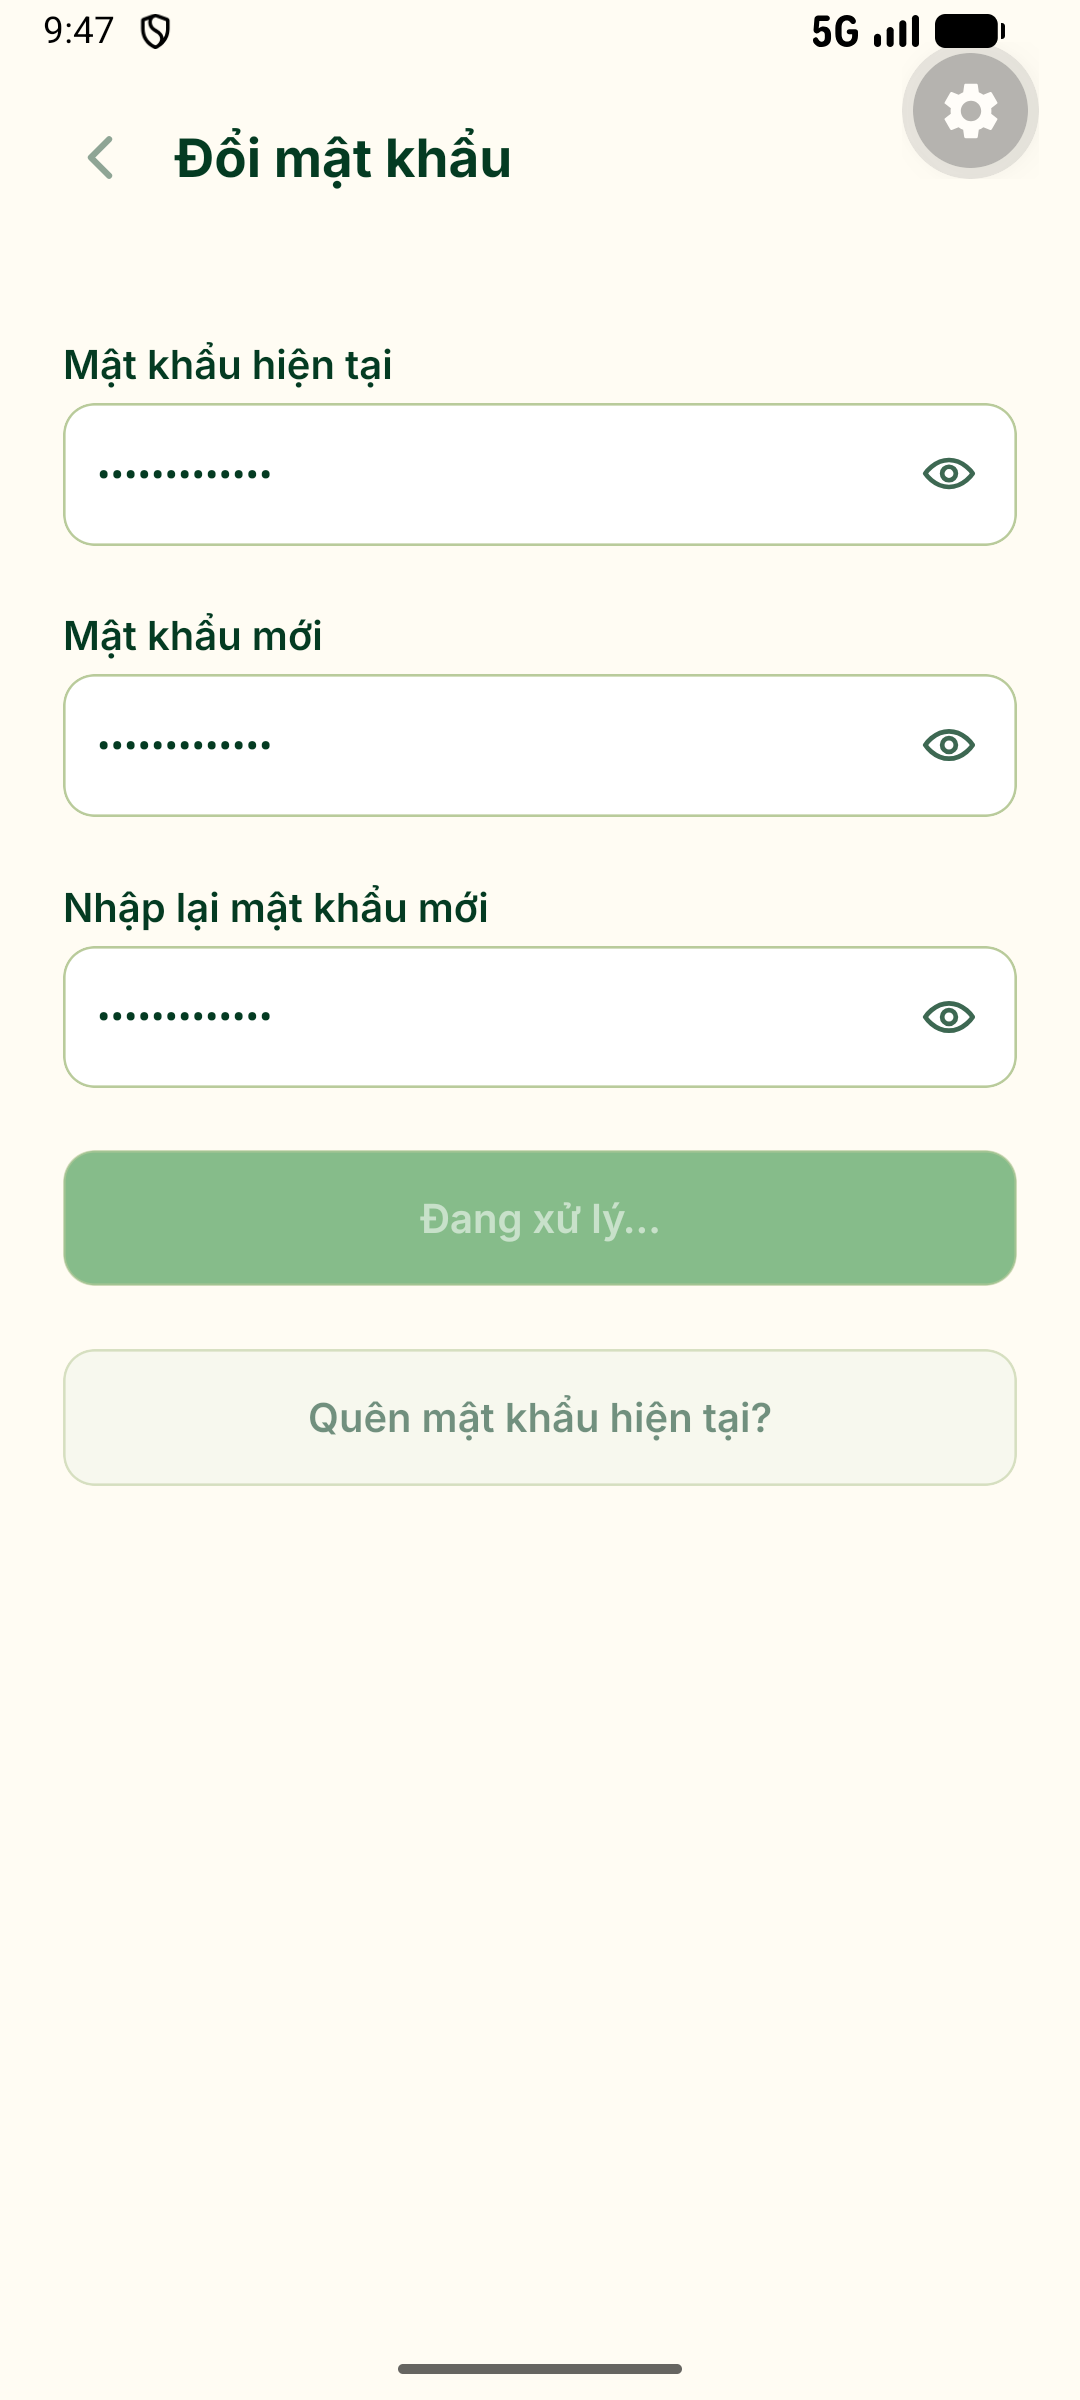 9:47
5G
Đổi mật khẩu
Mật khẩu hiện tại
•••••••••••••
Mật khẩu mới
•••••••••••••
Nhập lại mật khẩu mới
•••••••••••••
Đang xử lý...
Quên mật khẩu hiện tại?